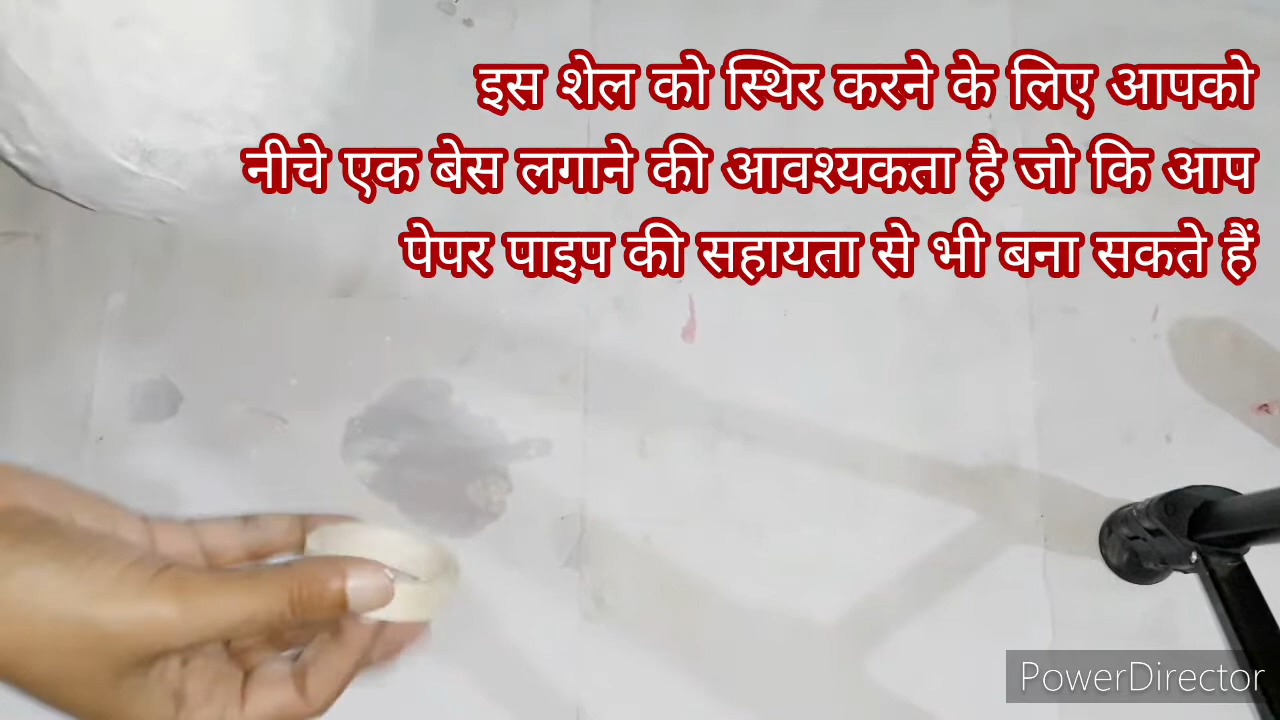 इस शेल को स्थिर करने के लिए आपको
नीचे एक बेस लगाने की आवश्यकता है जो कि आप
पेपर पाइप की सहायता से भी बना सकते हैं
PowerDirector